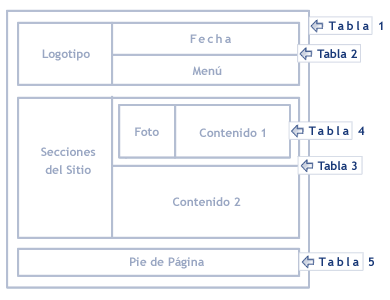 Tabla 1
Fecha
Logotipo
Tabla 2
Menú
Foto
Contenido 1
Tabla 4
Secciones
del Sitio
Tabla 3
Contenido 2
Pie de Página
Tabla 5